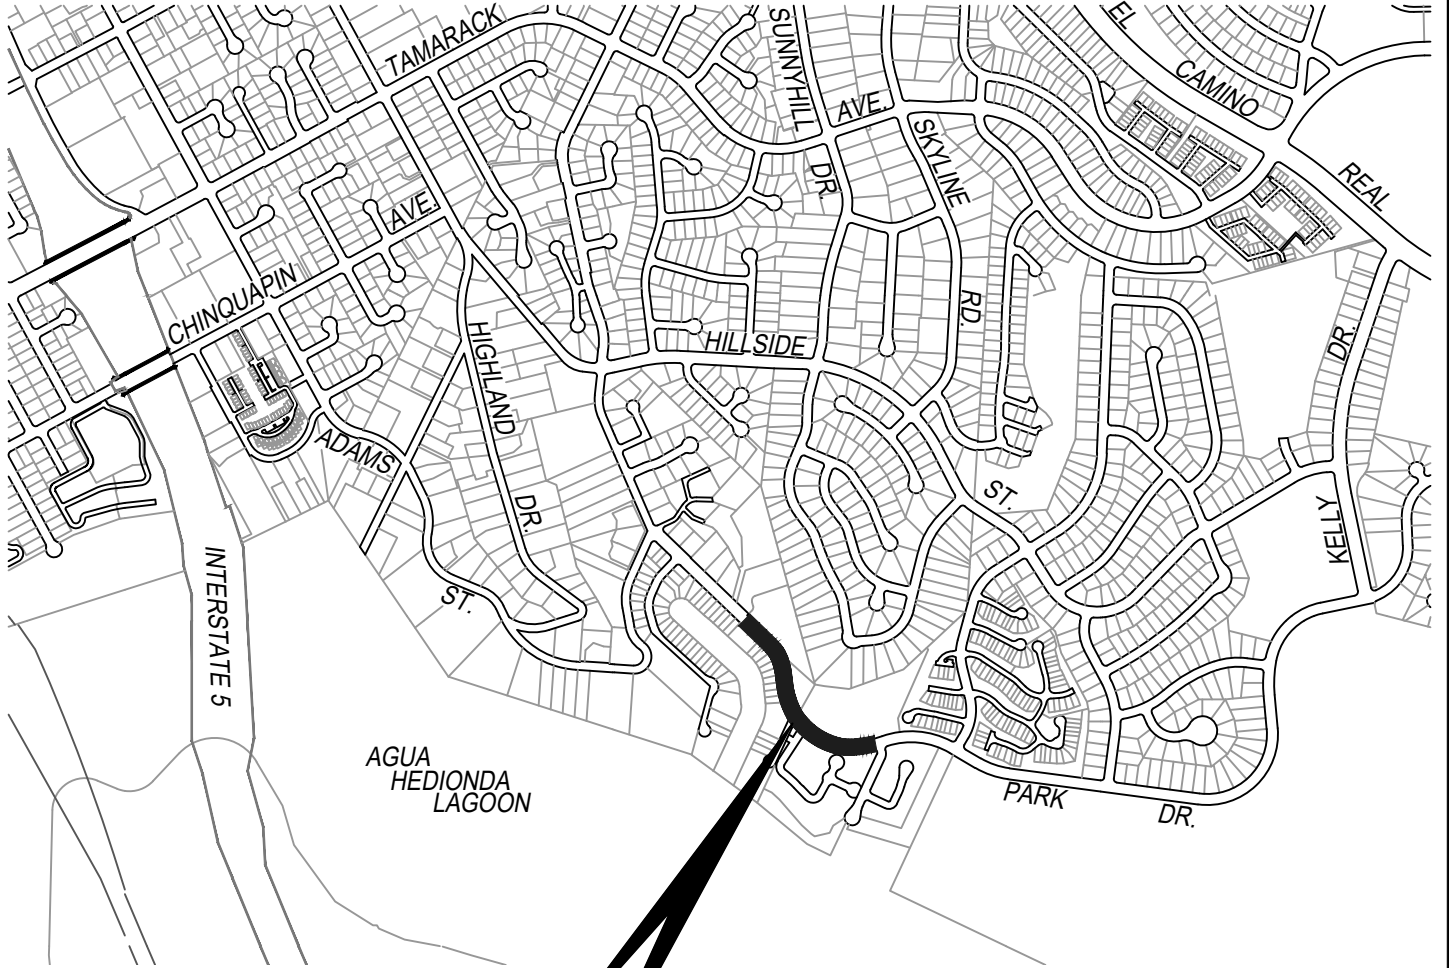 TAMARACK
SUNNYHILL
EL
CAMINO
AVE.
SKYLINE
REAL
DR.
AVE.
CHINQUAPIN
RD.
HIGHLAND
HILLSIDE
DR.
ADAMS
ST.
DR.
KELLY
INTERSTATE 5
ST.
AGUA
HEDIONDA
LAGOON
PARK
DR.